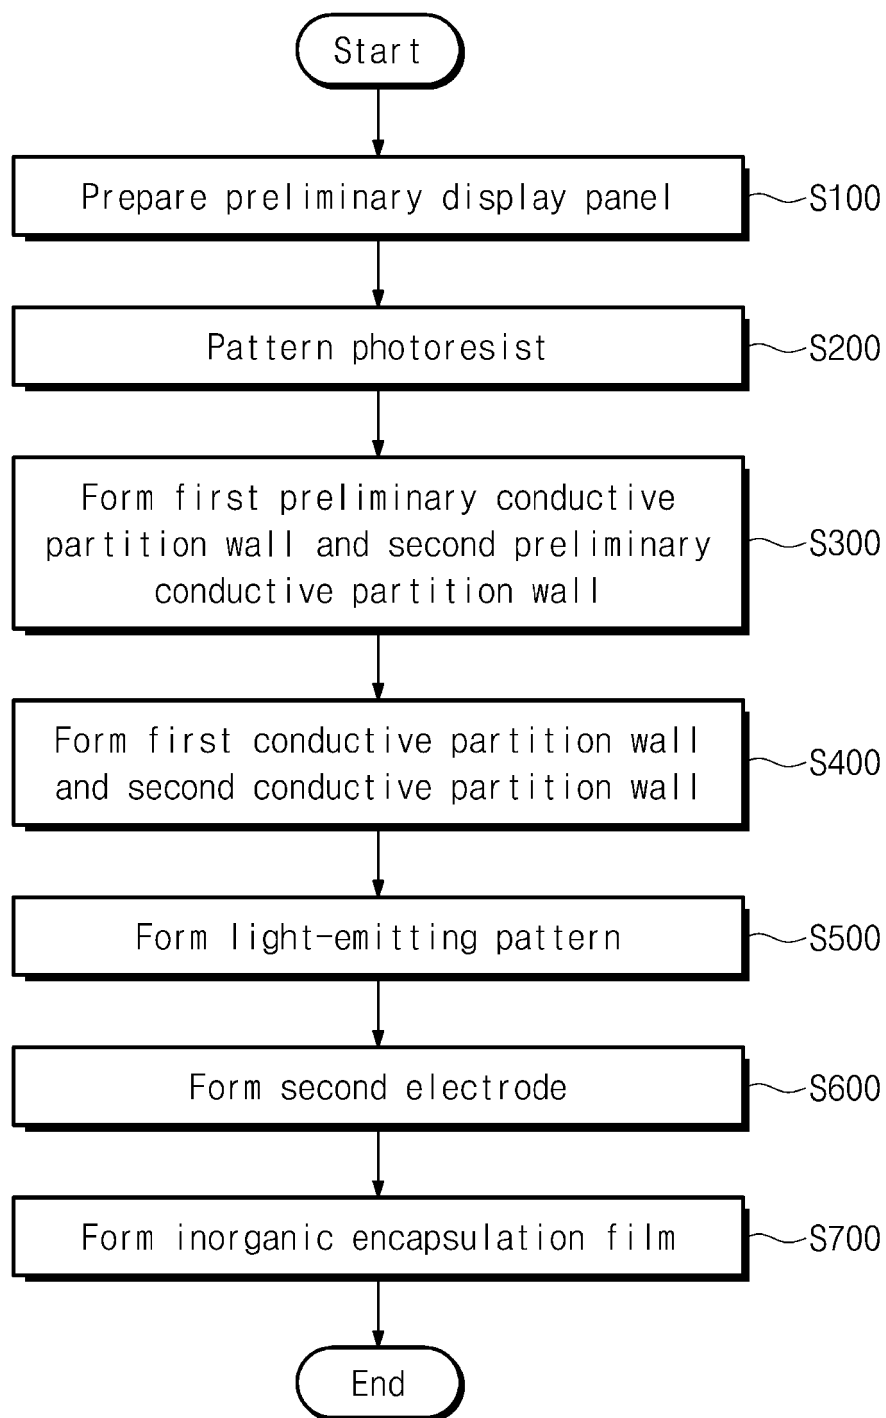 Start
Prepare preliminary display panel
S100
Pattern photoresist
S200
Form first preliminary conductive
partition wall and second preliminary
conductive partition wall
S300
Form first conductive partition wall
and second conductive partition wall
S400
Form light-emitting pattern
S500
Form second electrode
S600
Form inorganic encapsulation film
S700
End